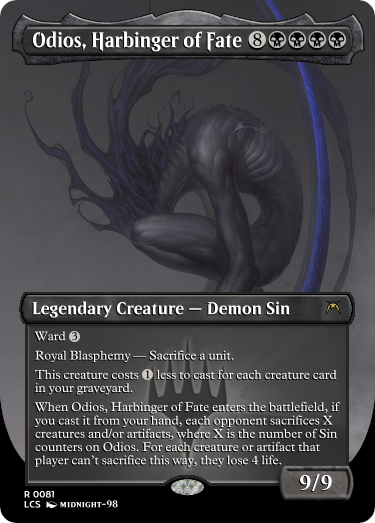 Odios, Harbinger of Fate 8
Legendary Creature — Demon Sin
Ward 3
Royal Blasphemy — Sacrifice a unit.
This creature costs 1 less to cast for each creature card
in your graveyard.
When Odios, Harbinger of Fate enters the battlefield, if
you cast it from your hand, each opponent sacrifices X
creatures and/or artifacts, where X is the number of Sin
counters on Odios. For each creature or artifact that
player can't sacrifice this way, they lose 4 life.
9/9
R 0081
LCS MIDNIGHT-98